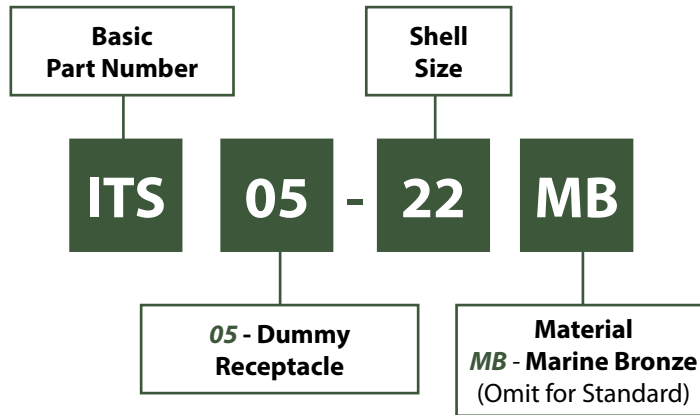 Basic
Part Number
Shell
Size
ITS 05 - 22 MB
05 - Dummy
Receptacle
Material
MB - Marine Bronze
(Omit for Standard)